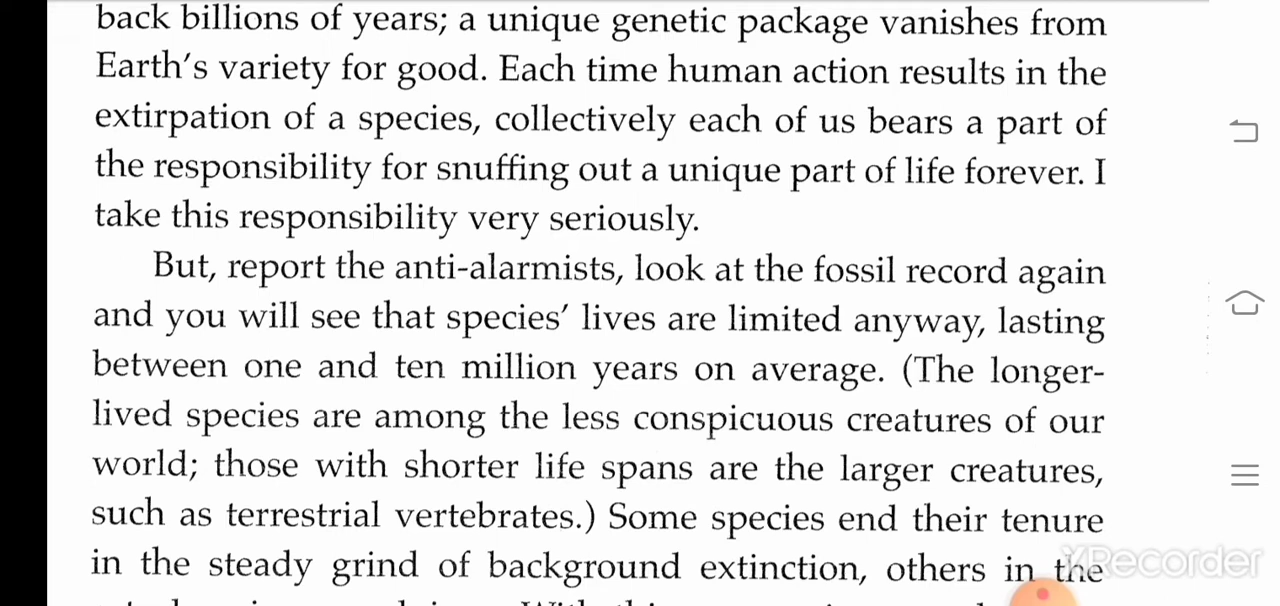 back billions of years; a unique genetic package vanishes from
Earth's variety for good. Each time human action results in the
extirpation of a species, collectively each of us bears a part of
the responsibility for snuffing out a unique part of life forever. I
take this responsibility very seriously.
But, report the anti-alarmists, look at the fossil record again
and you will see that species' lives are limited anyway, lasting
between one and ten million years on average. (The longer-
lived species are among the less conspicuous creatures of our
world; those with shorter life spans are the larger creatures,
such as terrestrial vertebrates.) Some species end their tenure
in the steady grind of background extinction, others in the
XRecorder